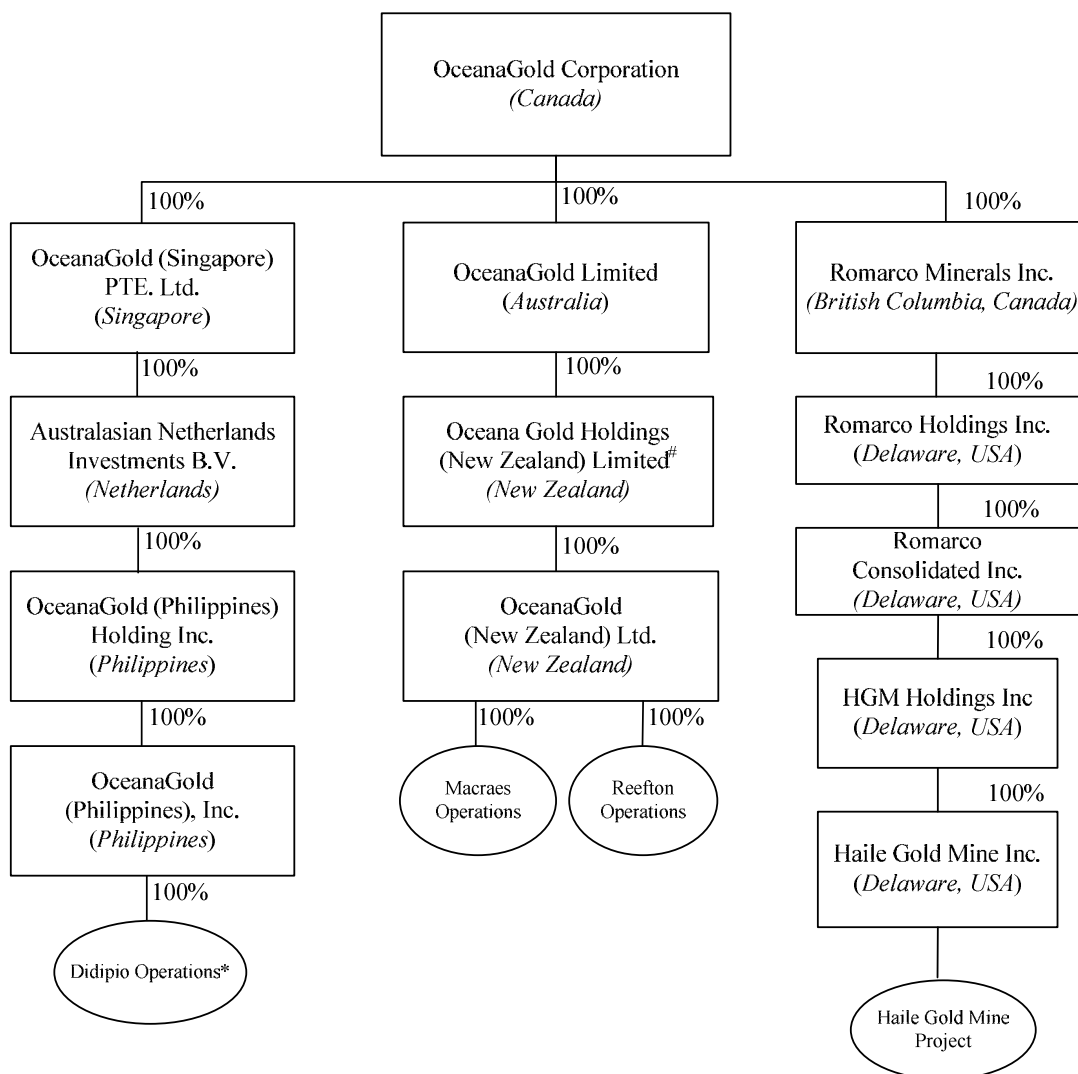 OceanaGold Corporation
(Canada)
100%
100%
100%
OceanaGold (Singapore)
PTE. Ltd.
(Singapore)
OceanaGold Limited
(Australia)
Romarco Minerals Inc.
(British Columbia, Canada)
100%
100%
100%
Australasian Netherlands
Investments B.V.
(Netherlands)
Oceana Gold Holdings
(New Zealand) Limited#
(New Zealand)
Romarco Holdings Inc.
(Delaware, USA)
100%
100%
100%
Romarco
Consolidated Inc.
(Delaware, USA)
OceanaGold (Philippines)
Holding Inc.
(Philippines)
OceanaGold
(New Zealand) Ltd.
(New Zealand)
100%
HGM Holdings Inc
(Delaware, USA)
100%
100%
100%
100%
OceanaGold
(Philippines), Inc.
(Philippines)
Macraes
Operations
Reefton
Operations
Haile Gold Mine Inc.
(Delaware, USA)
100%
Didipio Operations*
Haile Gold Mine
Project